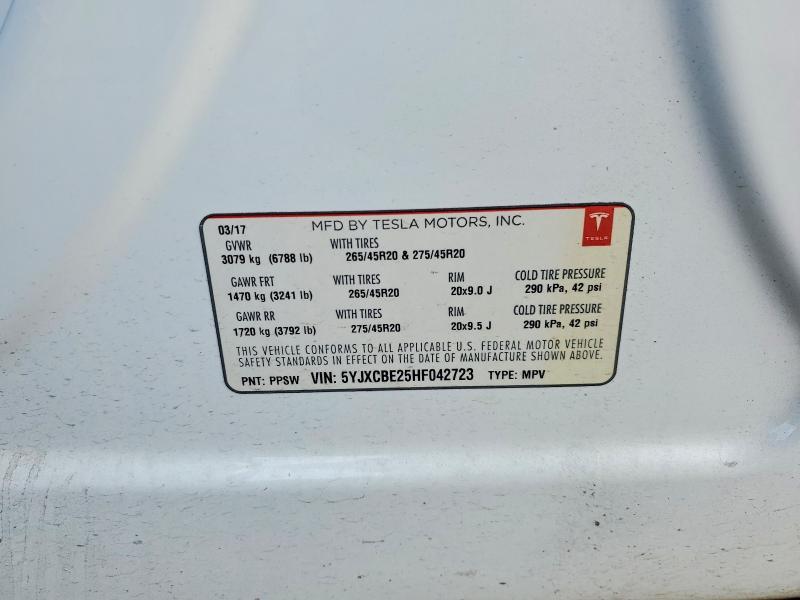 03/17 MFD BY TESLA MOTORS, INC.
TESLA
GVWR WITH TIRES
3079 kg (6788 lb) 265/45R20 & 275/45R20
GAWR FRT WITH TIRES RIM COLD TIRE PRESSURE
1470 kg (3241 lb) 265/45R20 20x9.0 J 290 kPa, 42 psi
GAWR RR WITH TIRES RIM COLD TIRE PRESSURE
1720 kg (3792 lb) 275/45R20 20x9.5 J 290 kPa, 42 psi
THIS VEHICLE CONFORMS TO ALL APPLICABLE U.S. FEDERAL MOTOR VEHICLE
SAFETY STANDARDS IN EFFECT ON THE DATE OF MANUFACTURE SHOWN ABOVE.
PNT: PPSW VIN: 5YJXCBE25HF042723 TYPE: MPV